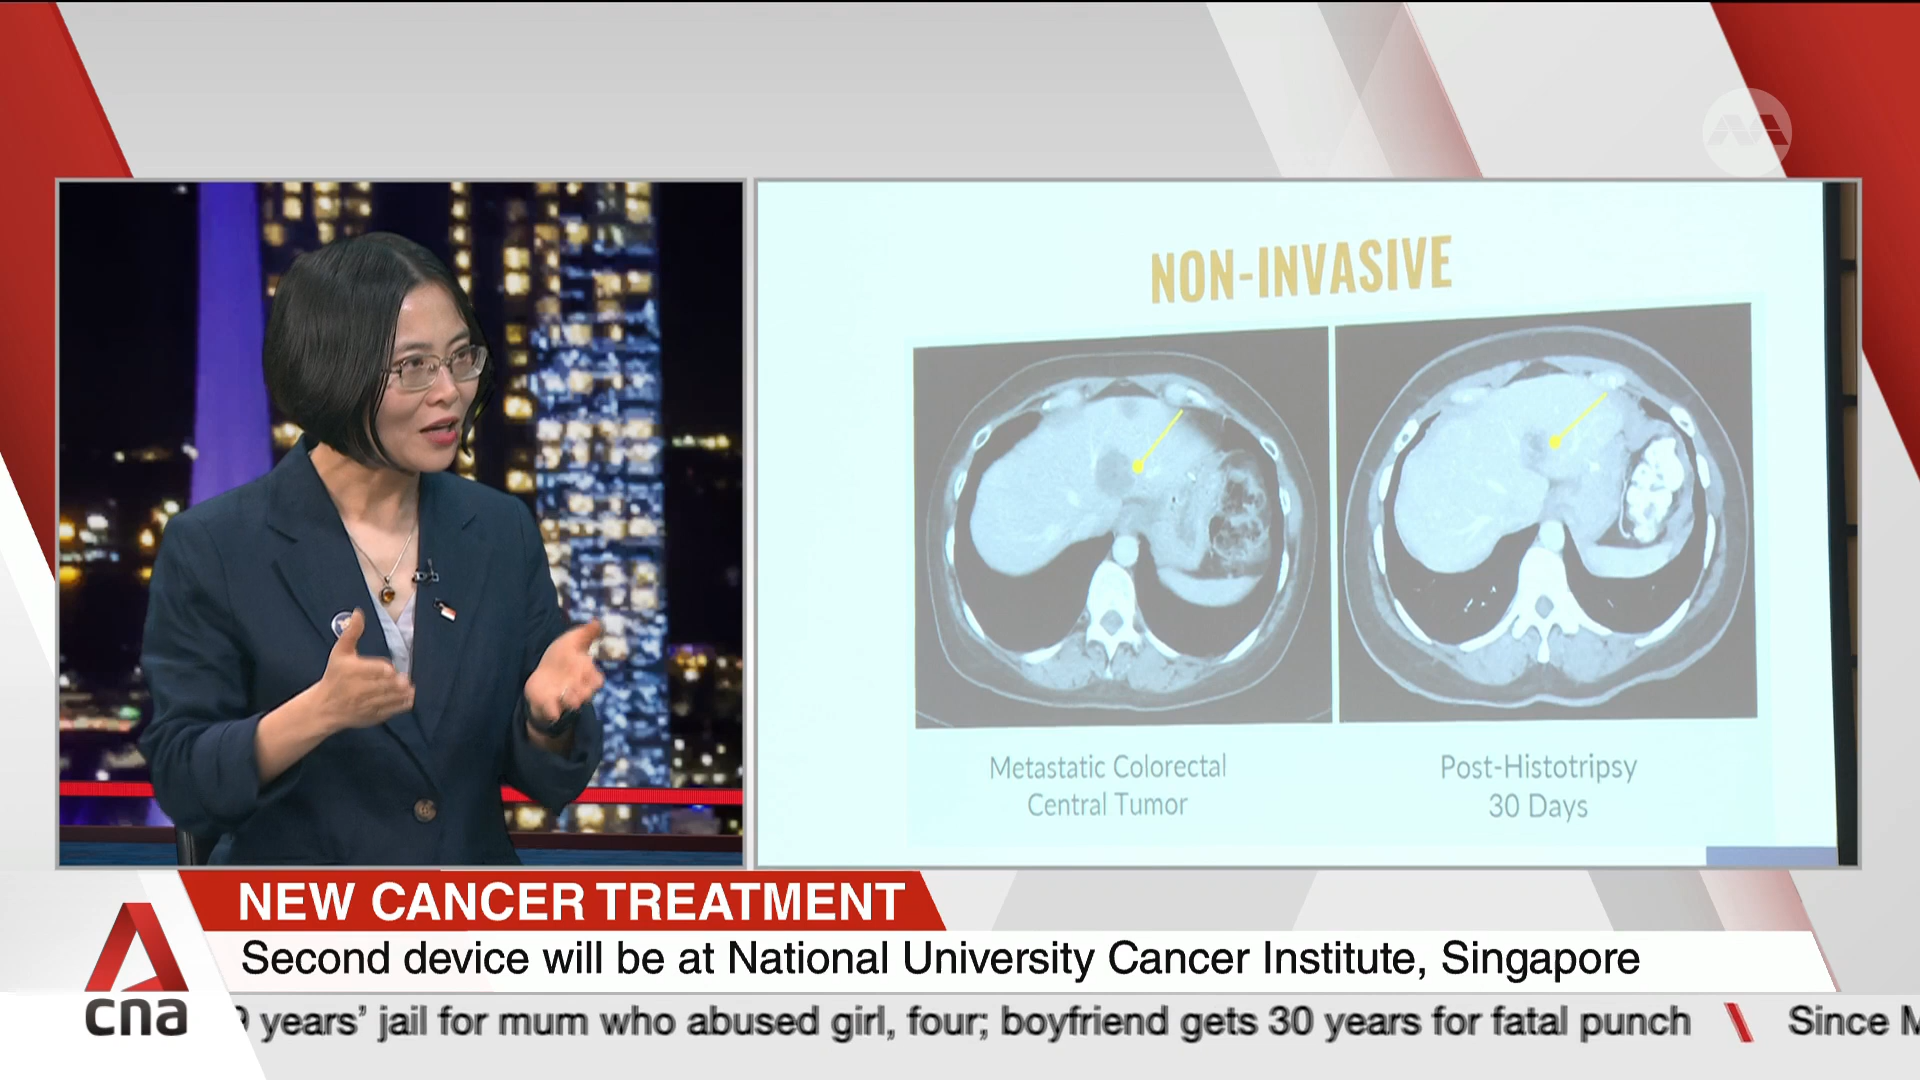 NON-INVASIVE
Metastatic Colorectal
Central Tumor
Post-Histotripsy
30 Days
NEW CANCER TREATMENT
Second device will be at National University Cancer Institute, Singapore
cna
years’ jail for mum who abused girl, four; boyfriend gets 30 years for fatal punch
Since